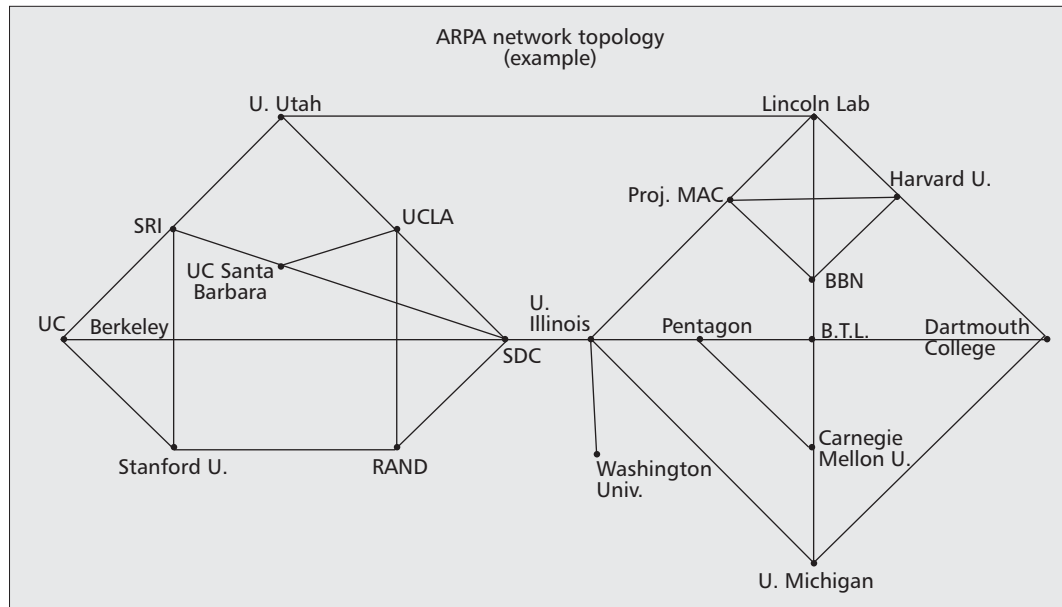 ARPA network topology
(example)
U. Utah
Lincoln Lab
Proj. MAC
Harvard U.
SRI
UCLA
UC Santa
Barbara
BBN
UC
Berkeley
SDC
U.
Illinois
Pentagon
B.T.L.
Dartmouth
College
Stanford U.
RAND
Washington
Univ.
Carnegie
Mellon U.
U. Michigan